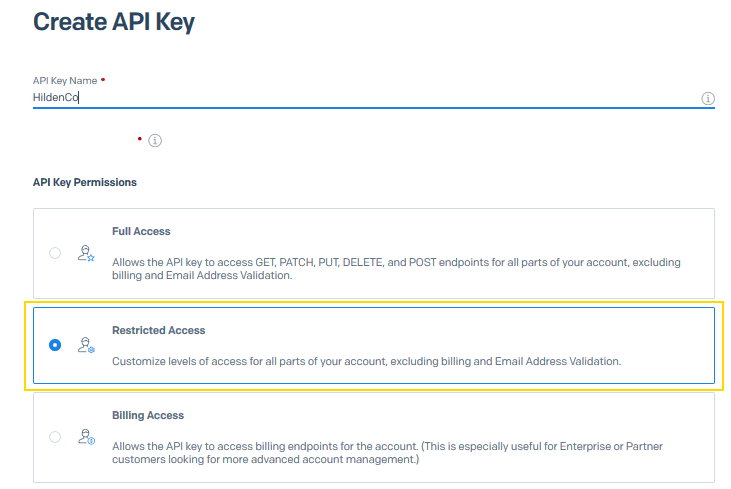 Create API Key
API Key Name •
HildenCo
•
API Key Permissions
Full Access
Allows the API key to access GET, PATCH, PUT, DELETE, and POST endpoints for all parts of your account, excluding
billing and Email Address Validation.
Restricted Access
Customize levels of access for all parts of your account, excluding billing and Email Address Validation.
Billing Access
Allows the API key to access billing endpoints for the account. (This is especially useful for Enterprise or Partner
customers looking for more advanced account management.)